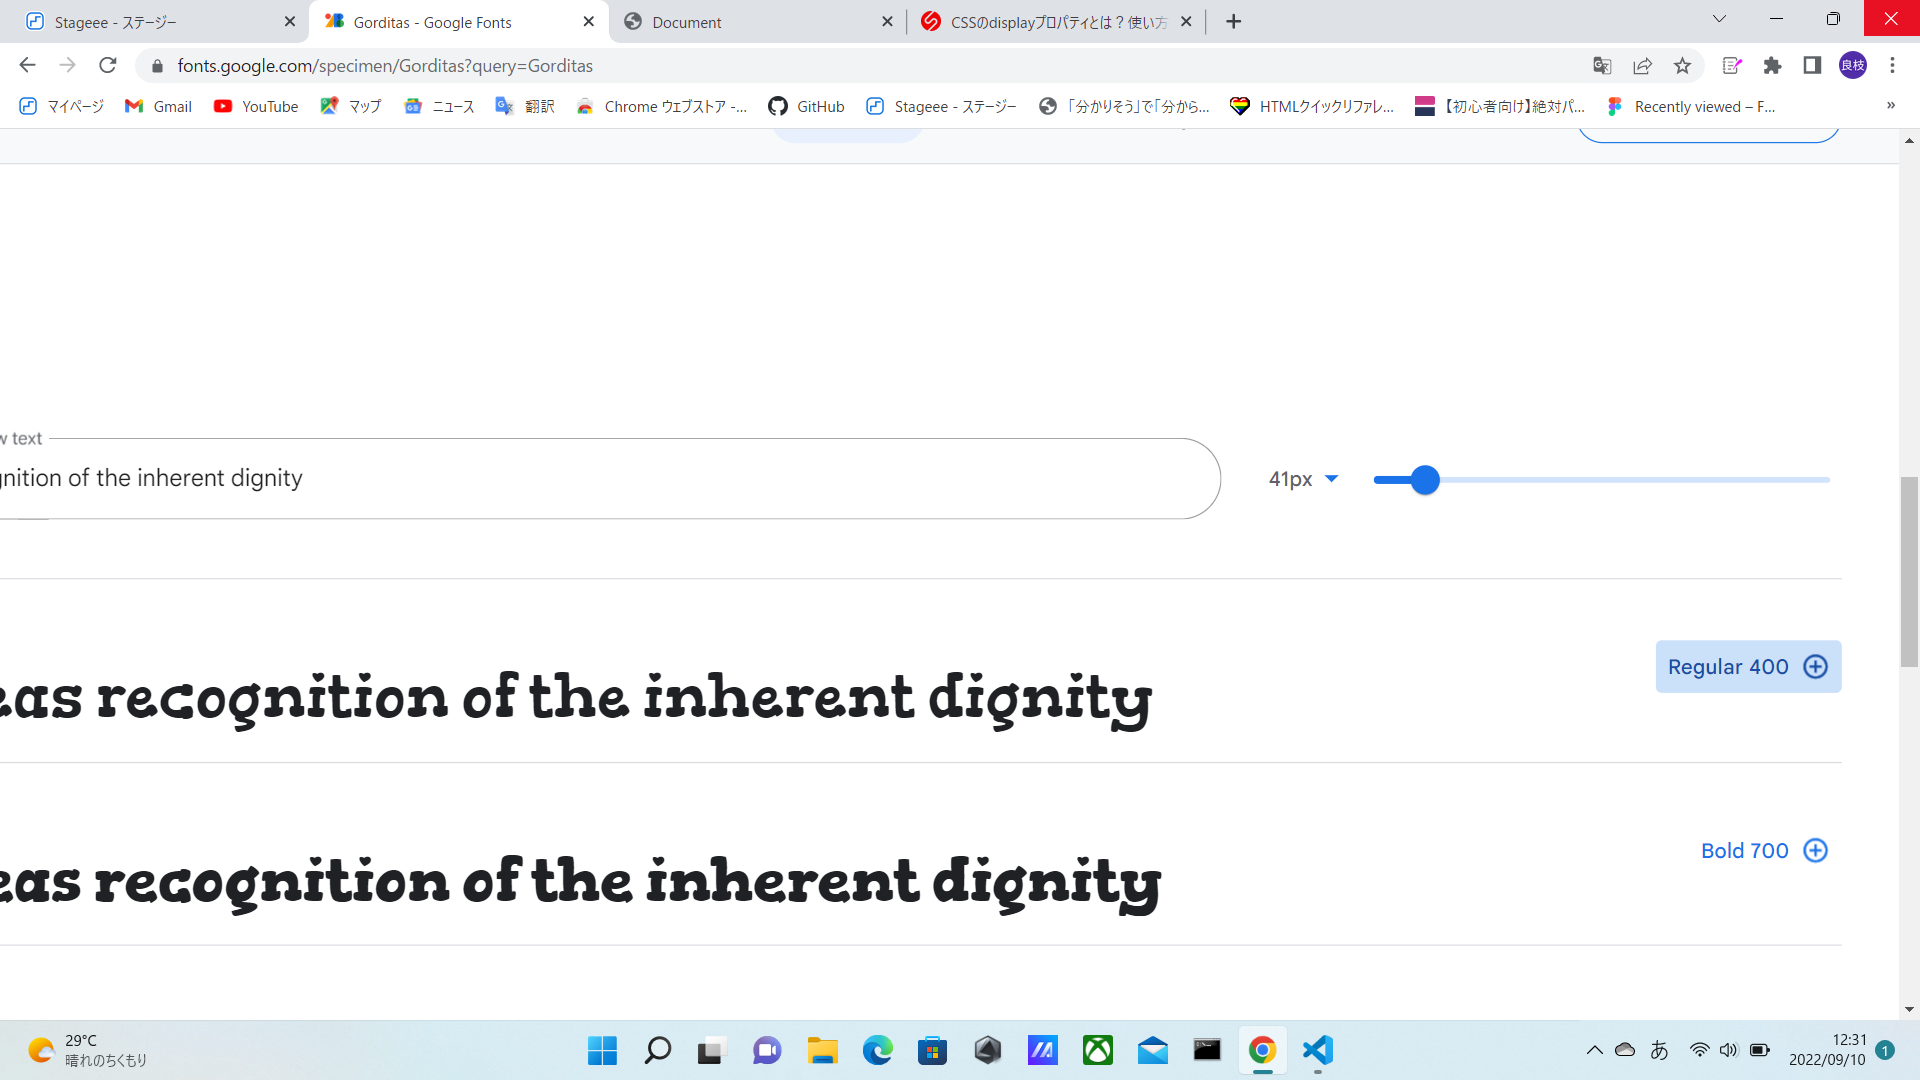 Stageee - ステージー
Gorditas - Google Fonts
Document
CSSのdisplayプロパティとは？使い方
fonts.google.com/specimen/Gorditas?query=Gorditas
良枝
マイページ
Gmail
YouTube
マップ
ニュース
翻訳
Chrome ウェブストア -...
GitHub
Stageee - ステージー
「分かりそう」で「分から...
HTMLクイックリファレ...
【初心者向け】絶対パ...
Recently viewed – F...
»
w text
gnition of the inherent dignity
41px
Regular 400
eas recognition of the inherent dignity
Bold 700
eas recognition of the inherent dignity
29°C
晴れのちくもり
あ
12:31
2022/09/10
1